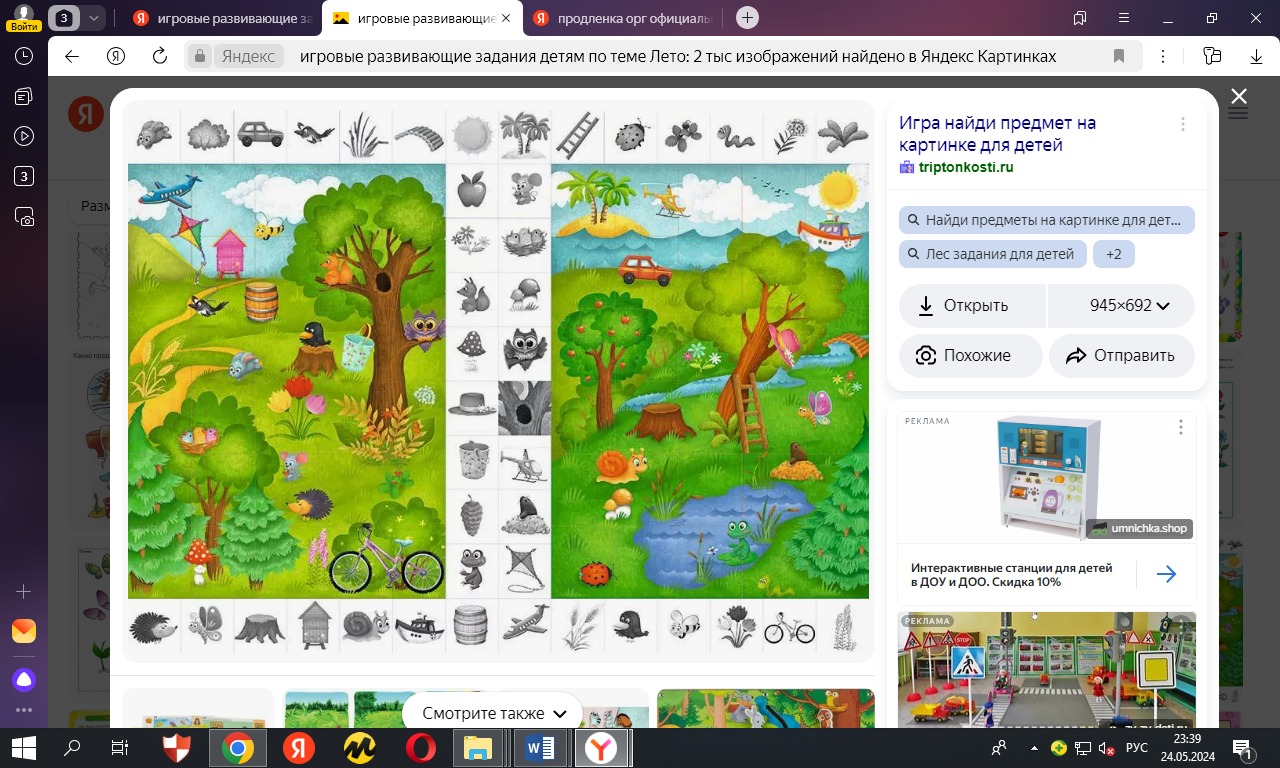 Войти
3
игровые развивающие за
игровые развивающие
продленка орг официаль
Яндекс
игровые развивающие задания детям по теме Лето: 2 тыс изображений найдено в Яндекс Картинках
3
Я
Разм
Игра найди предмет на
картинке для детей
triptonkosti.ru
Найди предметы на картинке для дет...
Лес задания для детей
+2
Открыть
945×692
Похожие
Отправить
РЕКЛАМА
umnichka.shop
Интерактивные станции для детей
в ДОУ и ДОО. Скидка 10%
РЕКЛАМА
STOP
Смотрите также
РУС
23:39
24.05.2024
1